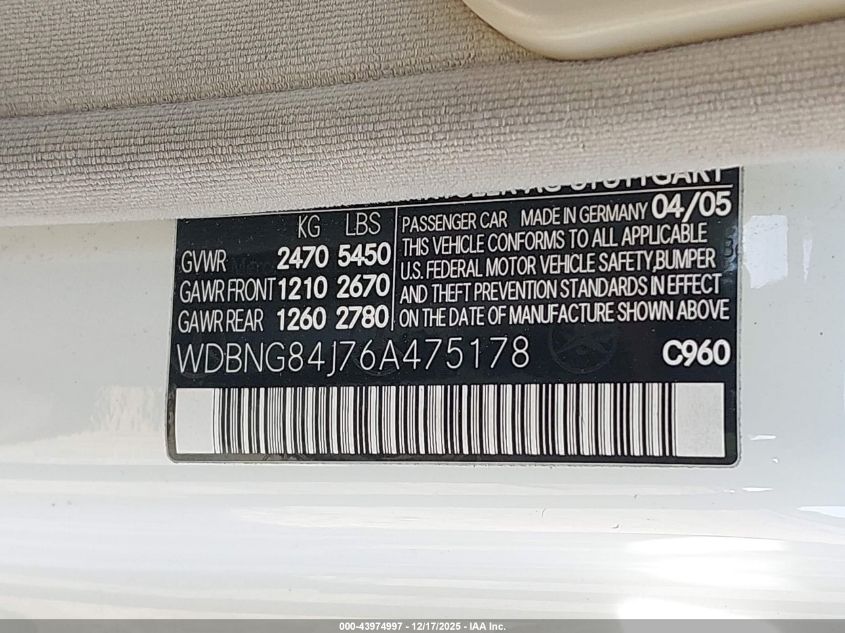 STUTTGART
KG LBS
GVWR 2470 5450
GAWR FRONT 1210 2670
GAWR REAR 1260 2780
PASSENGER CAR MADE IN GERMANY 04/05
THIS VEHICLE CONFORMS TO ALL APPLICABLE
U.S. FEDERAL MOTOR VEHICLE SAFETY,BUMPER
AND THEFT PREVENTION STANDARDS IN EFFECT
ON THE DATE OF MANUFACTURE SHOWN ABOVE
WDBNG84J76A475178 C960
000-43974997 - 12/17/2025 - IAA Inc.